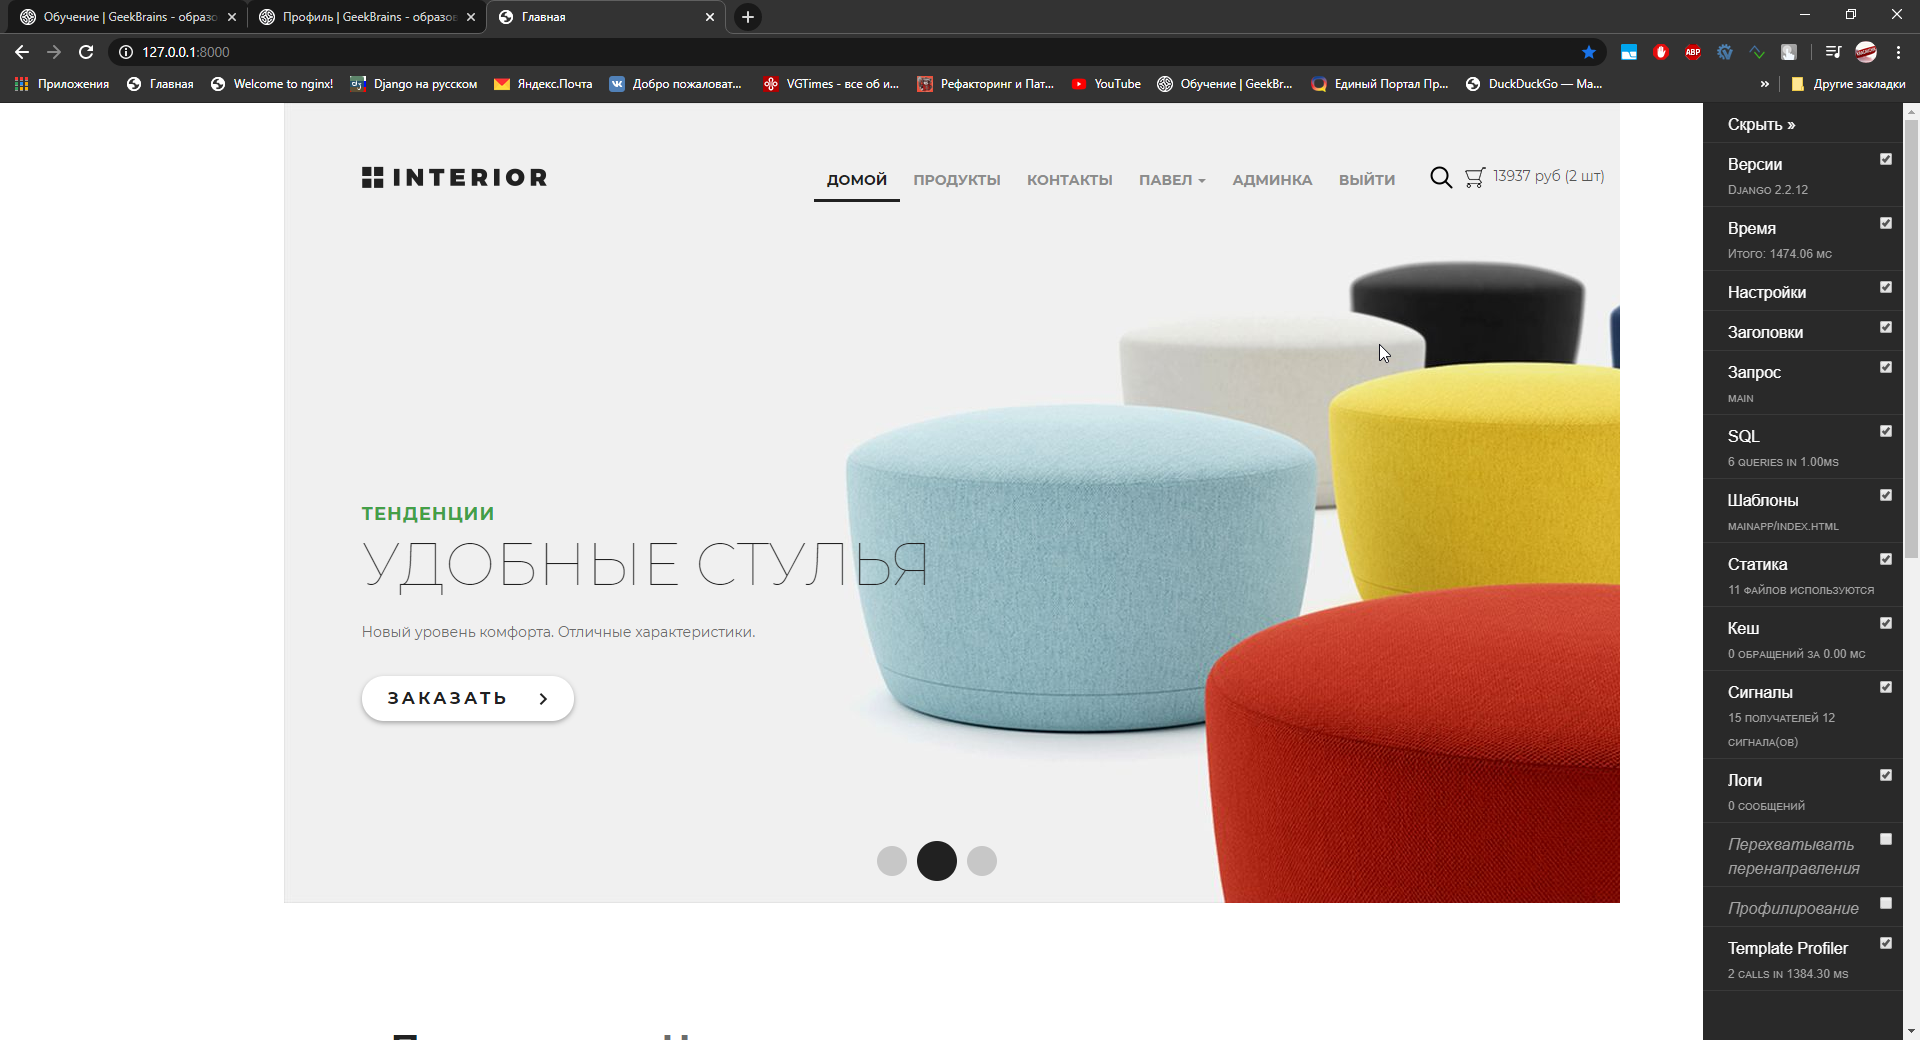 Обучение | GeekBrains - образо
Профиль | GeekBrains - образов
Главная
127.0.0.1:8000
Приложения
Главная
Welcome to nginx!
Django на русском
Яндекс.Почта
Добро пожаловат...
VGTimes - все об и...
Рефакторинг и Пат...
YouTube
Обучение | GeekBr...
Единый Портал Пр...
DuckDuckGo — Ma...
»
Другие закладки
INTERIOR
ДОМОЙ
ПРОДУКТЫ
КОНТАКТЫ
ПАВЕЛ
АДМИНКА
ВЫЙТИ
13937 руб (2 шт)
ТЕНДЕНЦИИ
УДОБНЫЕ СТУЛЬЯ
Новый уровень комфорта. Отличные характеристики.
ЗАКАЗАТЬ
Скрыть »
Версии
Django 2.2.12
Время
Итого: 1474.06 мс
Настройки
Заголовки
Запрос
main
SQL
6 queries in 1.00ms
Шаблоны
mainapp/index.html
Статика
11 файлов используются
Кеш
0 обращений за 0.00 мс
Сигналы
15 получателей 12
сигнала(ов)
Логи
0 сообщений
Перехватывать
перенаправления
Профилирование
Template Profiler
2 calls in 1384.30 ms